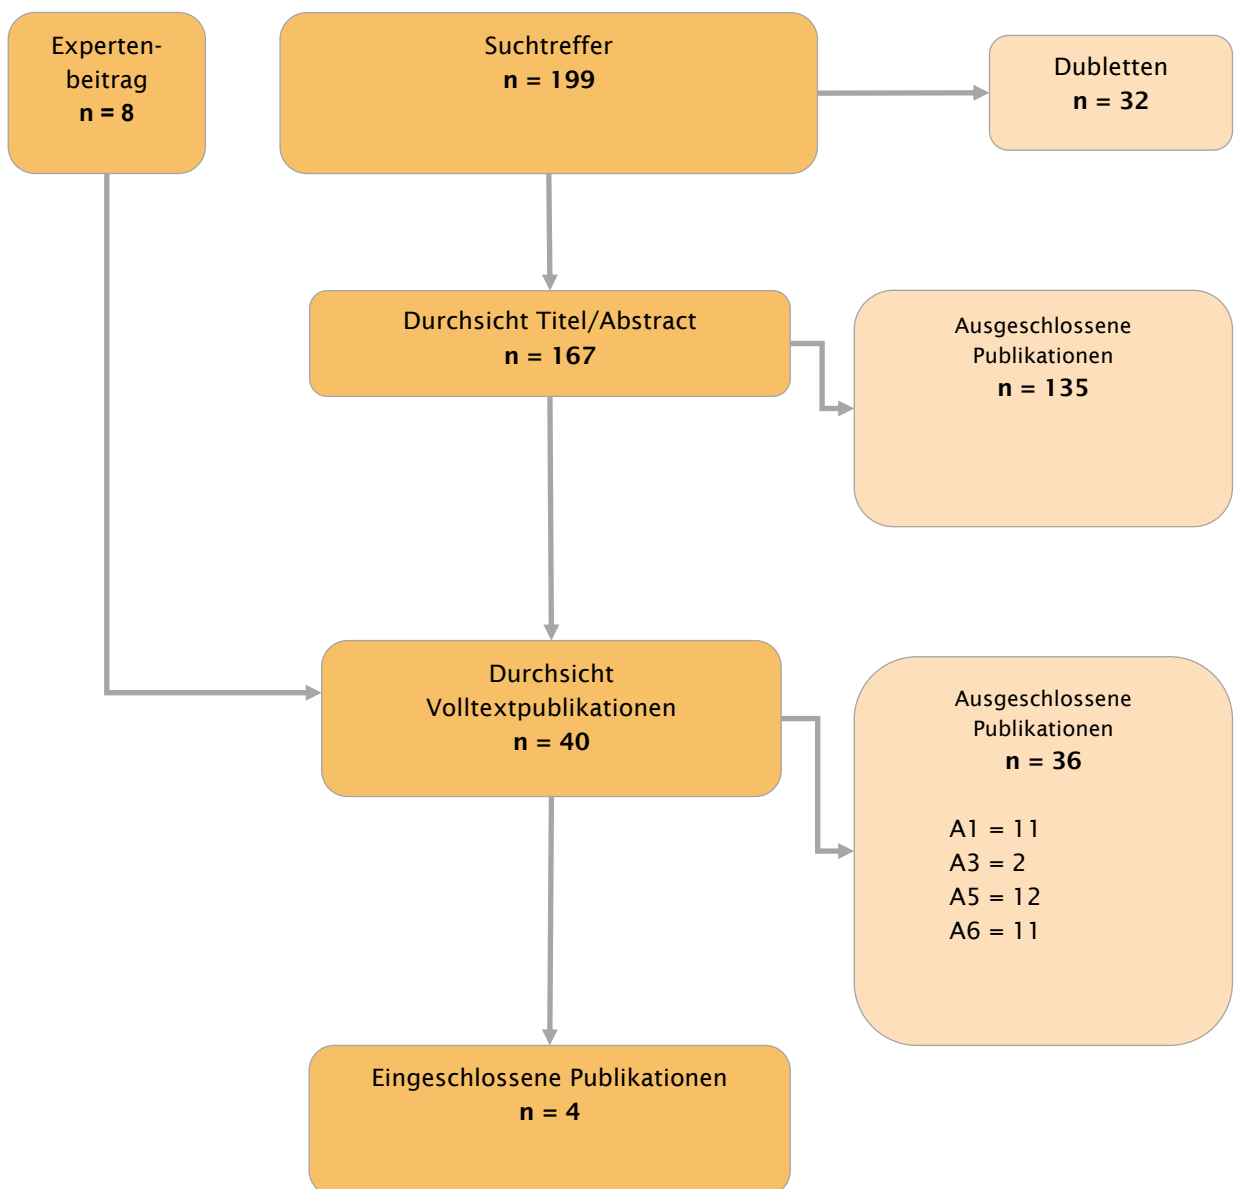 Experten-
beitrag
n = 8
Suchtreffer
n = 199
Dubletten
n = 32
Durchsicht Titel/Abstract
n = 167
Ausgeschlossene
Publikationen
n = 135
Durchsicht
Volltextpublikationen
n = 40
Ausgeschlossene
Publikationen
n = 36
A1 = 11
A3 = 2
A5 = 12
A6 = 11
Eingeschlossene Publikationen
n = 4